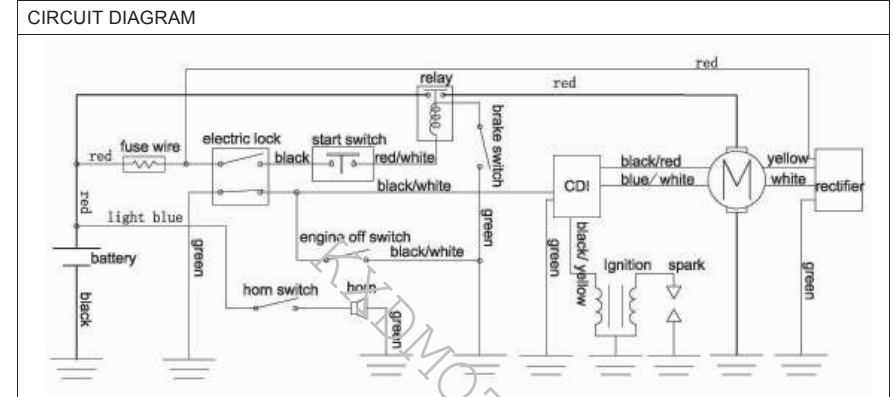 CIRCUIT DIAGRAM
red
relay
red
fuse wire
electric lock
start switch
brake switch
red
black
red/white
black/red
yellow
black/white
CDI
blue/white
M
white
rectifier
red
light blue
green
engine off switch
black/white
green
battery
green
black/yellow
Ignition
spark
green
horn switch
horn
black
green
KXDMOT